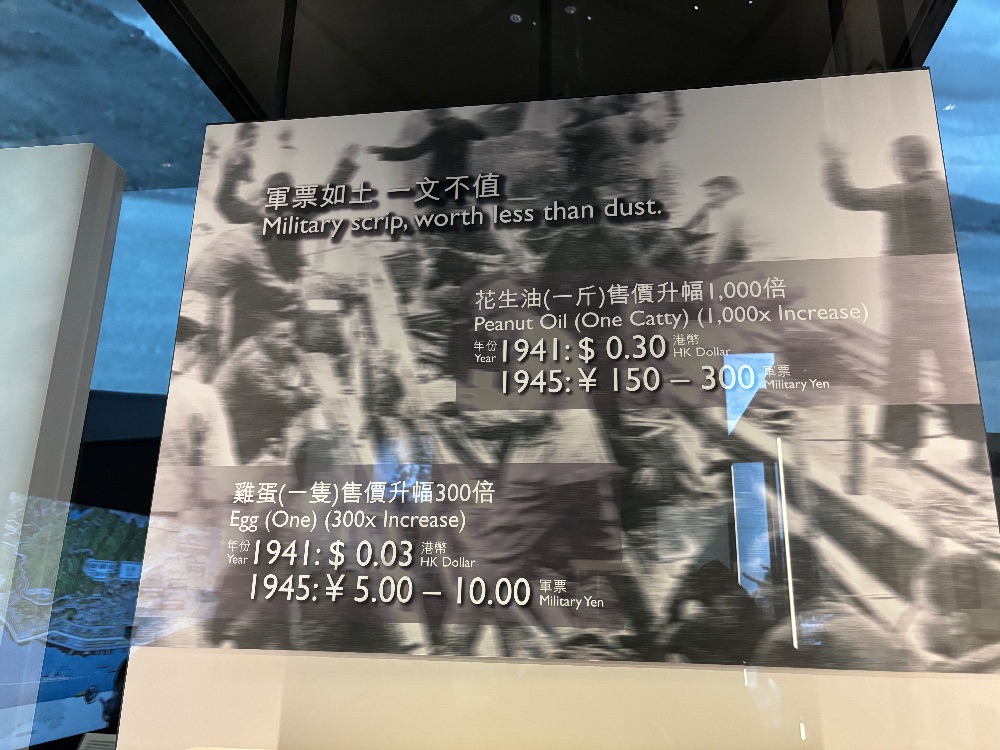 軍票如土 一文不值
Military scrip, worth less than dust.
花生油(一斤)售價升幅1,000倍
Peanut Oil (One Catty) (1,000x Increase)
年份 Year 1941: $ 0.30 港幣 HK Dollar
1945: ¥ 150 – 300 軍票 Military Yen
雞蛋(一隻)售價升幅300倍
Egg (One) (300x Increase)
年份 Year 1941: $ 0.03 港幣 HK Dollar
1945: ¥ 5.00 – 10.00 軍票 Military Yen